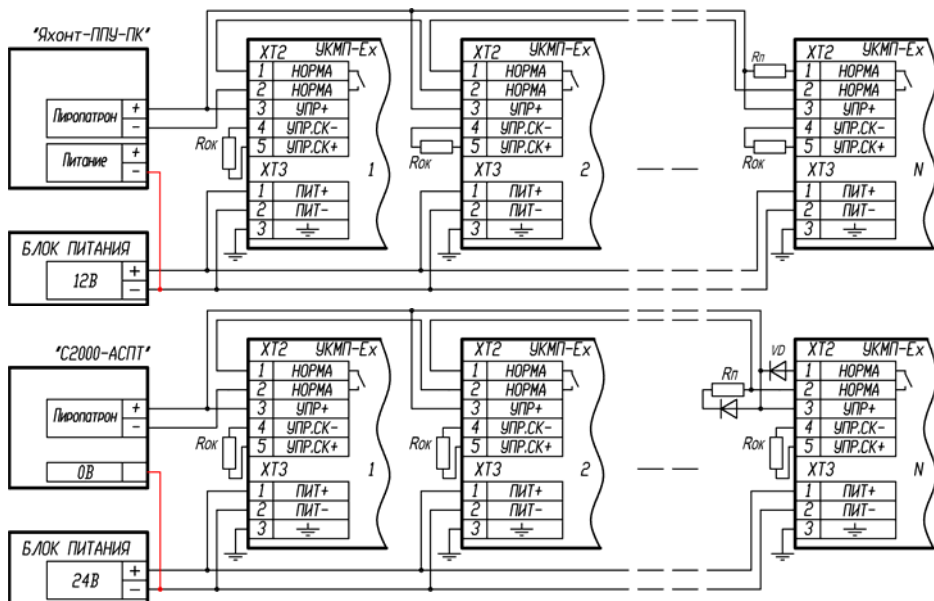 "Яхонт-ППУ-ПК"
Пиропатрон + −
Питание + −
БЛОК ПИТАНИЯ
12В + −
XT2 УКМП-Ex
1 НОРМА
2 НОРМА
3 УПР+
4 УПР.СК-
5 УПР.СК+
XT3 1
1 ПИТ+
2 ПИТ-
3
Rок
XT2 УКМП-Ex
1 НОРМА
2 НОРМА
3 УПР+
4 УПР.СК-
5 УПР.СК+
XT3 2
1 ПИТ+
2 ПИТ-
3
Rок
Rп
XT2 УКМП-Ex
1 НОРМА
2 НОРМА
3 УПР+
4 УПР.СК-
5 УПР.СК+
XT3 N
1 ПИТ+
2 ПИТ-
3
Rок
"С2000-АСПТ"
Пиропатрон + −
0В
БЛОК ПИТАНИЯ
24В + −
XT2 УКМП-Ex
1 НОРМА
2 НОРМА
3 УПР+
4 УПР.СК-
5 УПР.СК+
XT3 1
1 ПИТ+
2 ПИТ-
3
Rок
XT2 УКМП-Ex
1 НОРМА
2 НОРМА
3 УПР+
4 УПР.СК-
5 УПР.СК+
XT3 2
1 ПИТ+
2 ПИТ-
3
Rок
VD
Rп
XT2 УКМП-Ex
1 НОРМА
2 НОРМА
3 УПР+
4 УПР.СК-
5 УПР.СК+
XT3 N
1 ПИТ+
2 ПИТ-
3
Rок